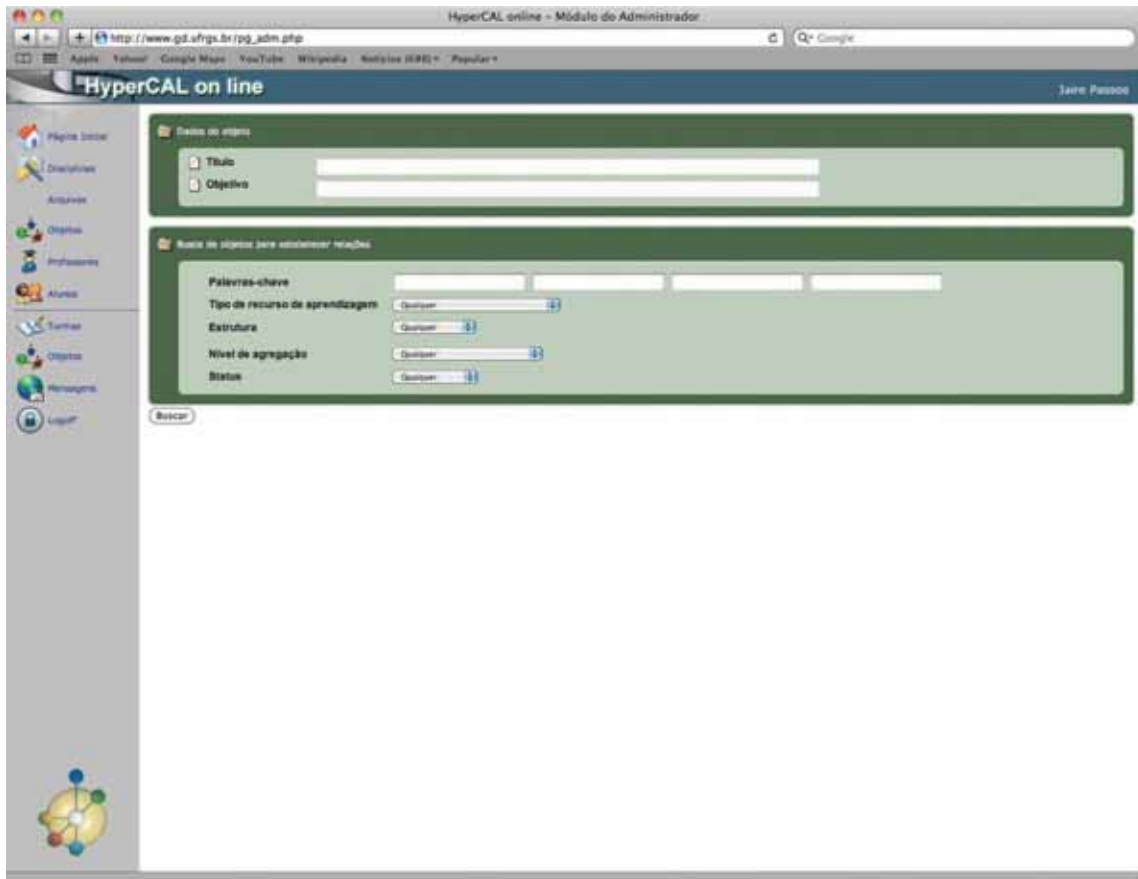 HyperCAL online - Módulo do Administrador
http://www.gd.ufrgs.br/pg_adm.php
Google
Apple Yahoo! Google Maps YouTube Wikipedia Notícias Popular
HyperCAL on line
Jaire Passos
Página Inicial
Disciplinas
Arquivos
Objetos
Professores
Alunos
Turmas
Objetos
Mensagens
Logoff
Dados do objeto
Título
Objetivo
Busca de objetos para estabelecer relações
Palavras-chave
Tipo de recurso de aprendizagem Qualquer
Estrutura Qualquer
Nível de agregação Qualquer
Status Qualquer
Buscar